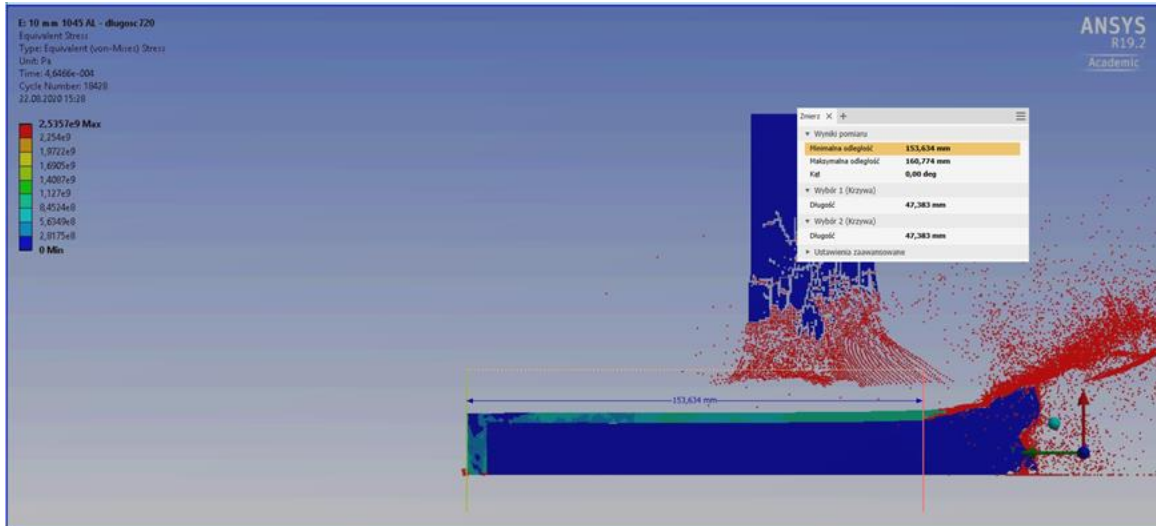 E: 10 mm 1045 AL - dlugosc 720
Equivalent Stress
Type: Equivalent (von-Mises) Stress
Unit: Pa
Time: 4,6466e-004
Cycle Number: 18428
22.08.2020 15:28
2,5357e9 Max
2,254e9
1,9722e9
1,6905e9
1,4087e9
1,127e9
8,4524e8
5,6349e8
2,8175e8
0 Min
ANSYS
R19.2
Academic
Zmierz
Wyniki pomiaru
Minimalna odległość 153,634 mm
Maksymalna odległość 160,774 mm
Kąt 0,00 deg
Wybór 1 (Krzywa)
Długość 47,383 mm
Wybór 2 (Krzywa)
Długość 47,383 mm
Ustawienia zaawansowane
153,634 mm